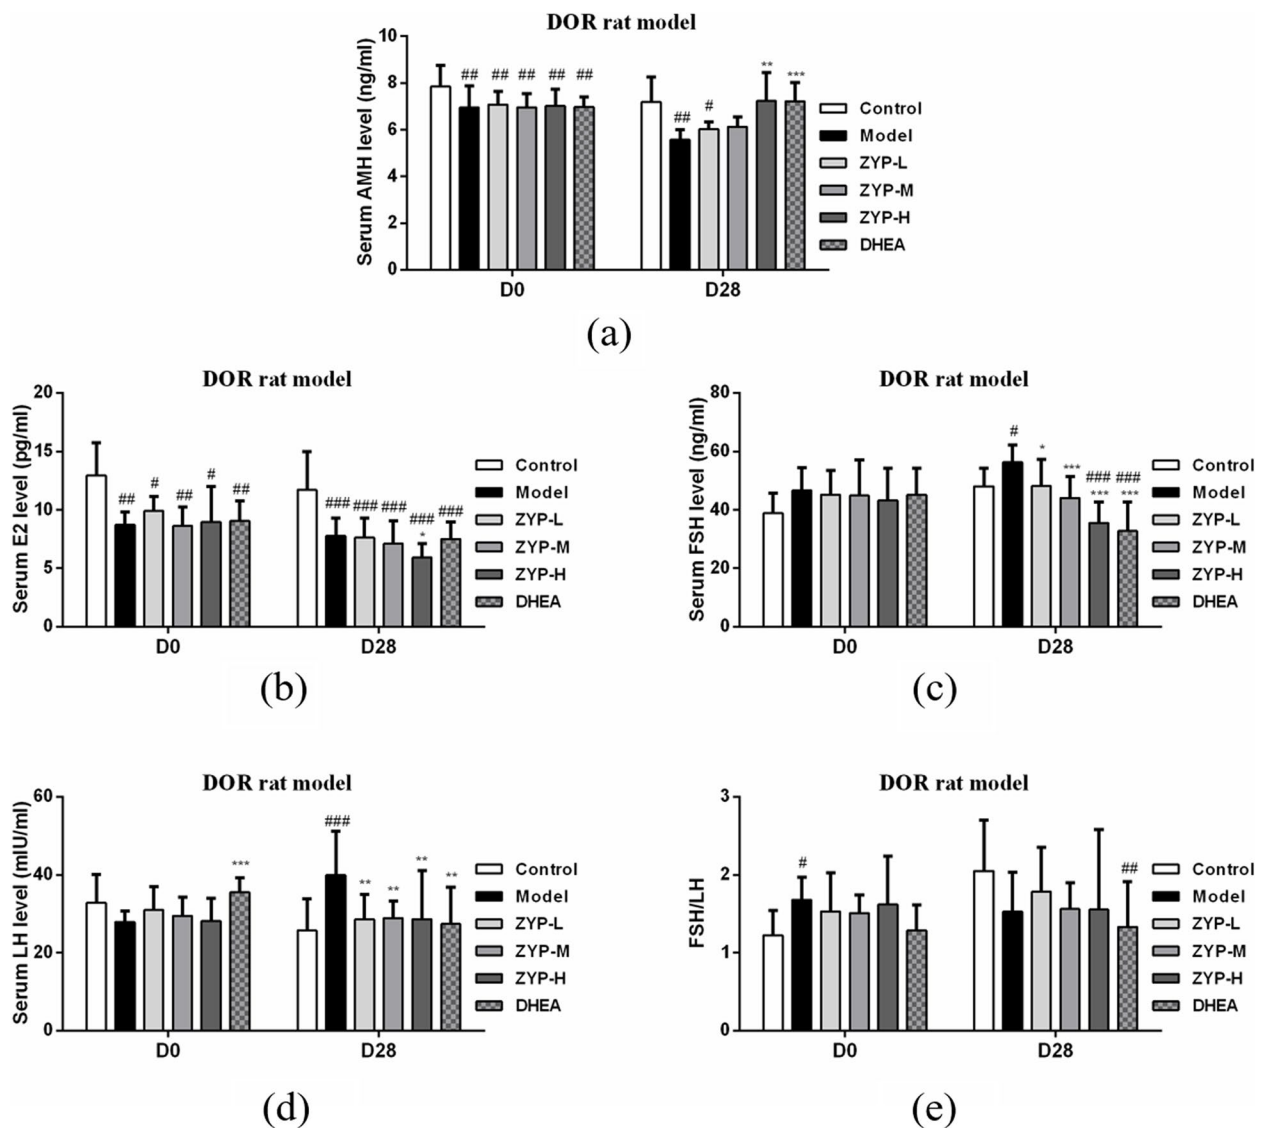 DOR rat model
Serum AMH level (ng/ml)
10
8
6
4
2
0
## ## ## ## ##
## # ** ***
D0 D28
Control
Model
ZYP-L
ZYP-M
ZYP-H
DHEA
(a)
DOR rat model
Serum E2 level (pg/ml)
20
15
10
5
0
## # ## # ##
### ### ### ### * ###
D0 D28
Control
Model
ZYP-L
ZYP-M
ZYP-H
DHEA
(b)
DOR rat model
Serum FSH level (ng/ml)
80
60
40
20
0
# * *** ### *** ### ***
D0 D28
Control
Model
ZYP-L
ZYP-M
ZYP-H
DHEA
(c)
DOR rat model
Serum LH level (mIU/ml)
60
40
20
0
***
### ** ** ** **
D0 D28
Control
Model
ZYP-L
ZYP-M
ZYP-H
DHEA
(d)
DOR rat model
FSH/LH
3
2
1
0
# ##
D0 D28
Control
Model
ZYP-L
ZYP-M
ZYP-H
DHEA
(e)